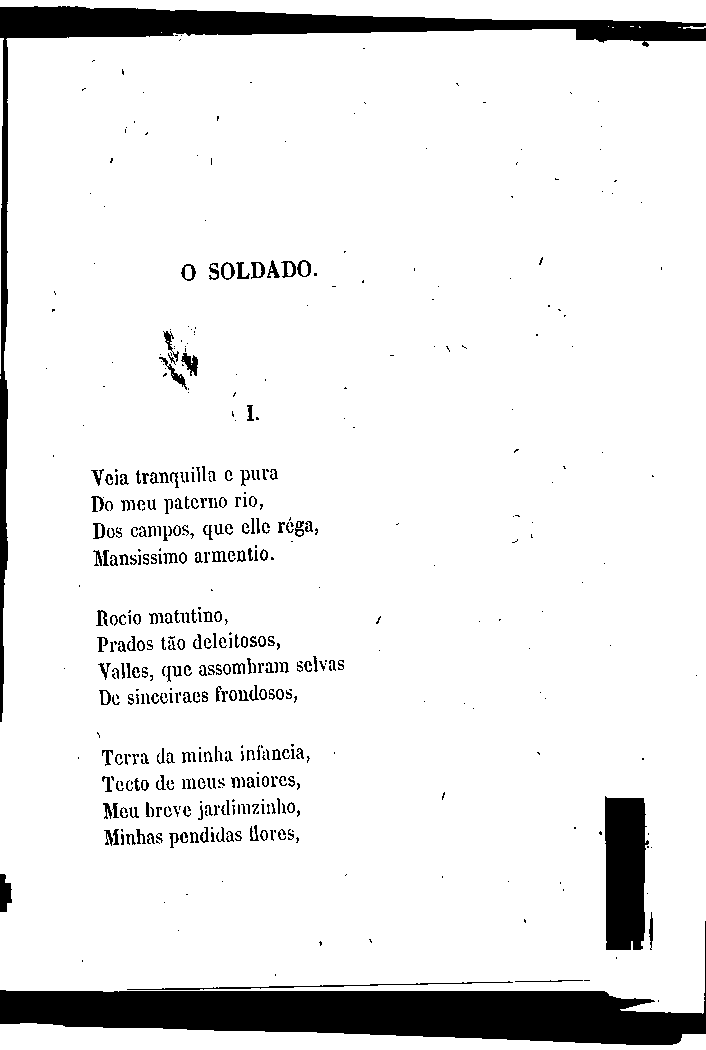 O SOLDADO.
I.
Veia tranquilla e pura
Do meu paterno rio,
Dos campos, que elle réga,
Mansissimo armentio.
Rocio matutino,
Prados tão deleitosos,
Valles, que assombram selvas
De sinceiraes frondosos,
Terra da minha infancia,
Tecto de meus maiores,
Meu breve jardimzinho,
Minhas pendidas flores,